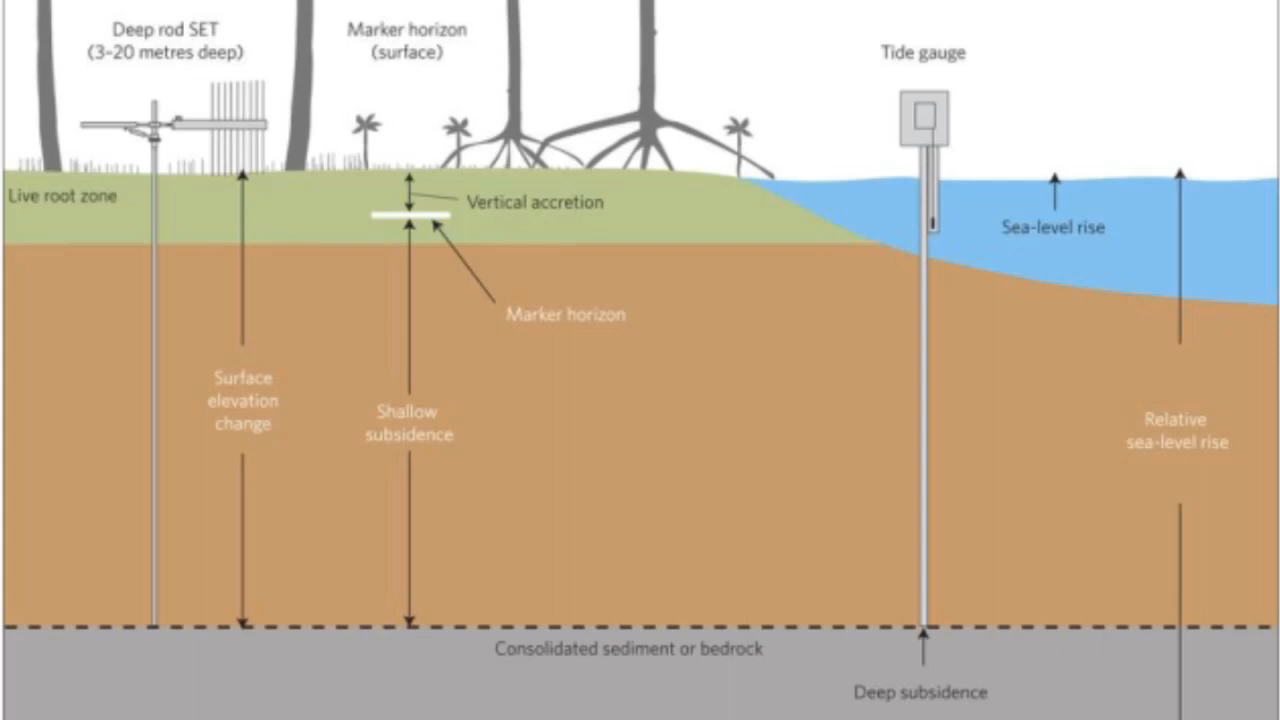 Deep rod SET
(3–20 metres deep)
Marker horizon
(surface)
Tide gauge
Live root zone
Vertical accretion
Sea-level rise
Marker horizon
Surface
elevation
change
Shallow
subsidence
Relative
sea-level rise
Consolidated sediment or bedrock
Deep subsidence